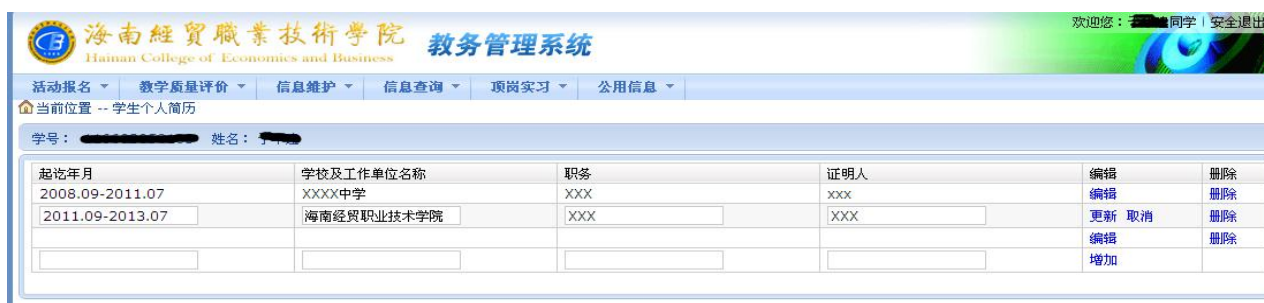 欢迎您： 同学 | 安全退出
海南經貿職業技術學院 教务管理系统
Hainan College of Economics and Business
活动报名 教学质量评价 信息维护 信息查询 顶岗实习 公用信息
当前位置 -- 学生个人简历
学号： 姓名：
起讫年月 学校及工作单位名称 职务 证明人 编辑 删除
2008.09-2011.07 XXXX中学 XXX xxx 编辑 删除
2011.09-2013.07 海南经贸职业技术学院 XXX XXX 更新 取消 删除
编辑 删除
增加